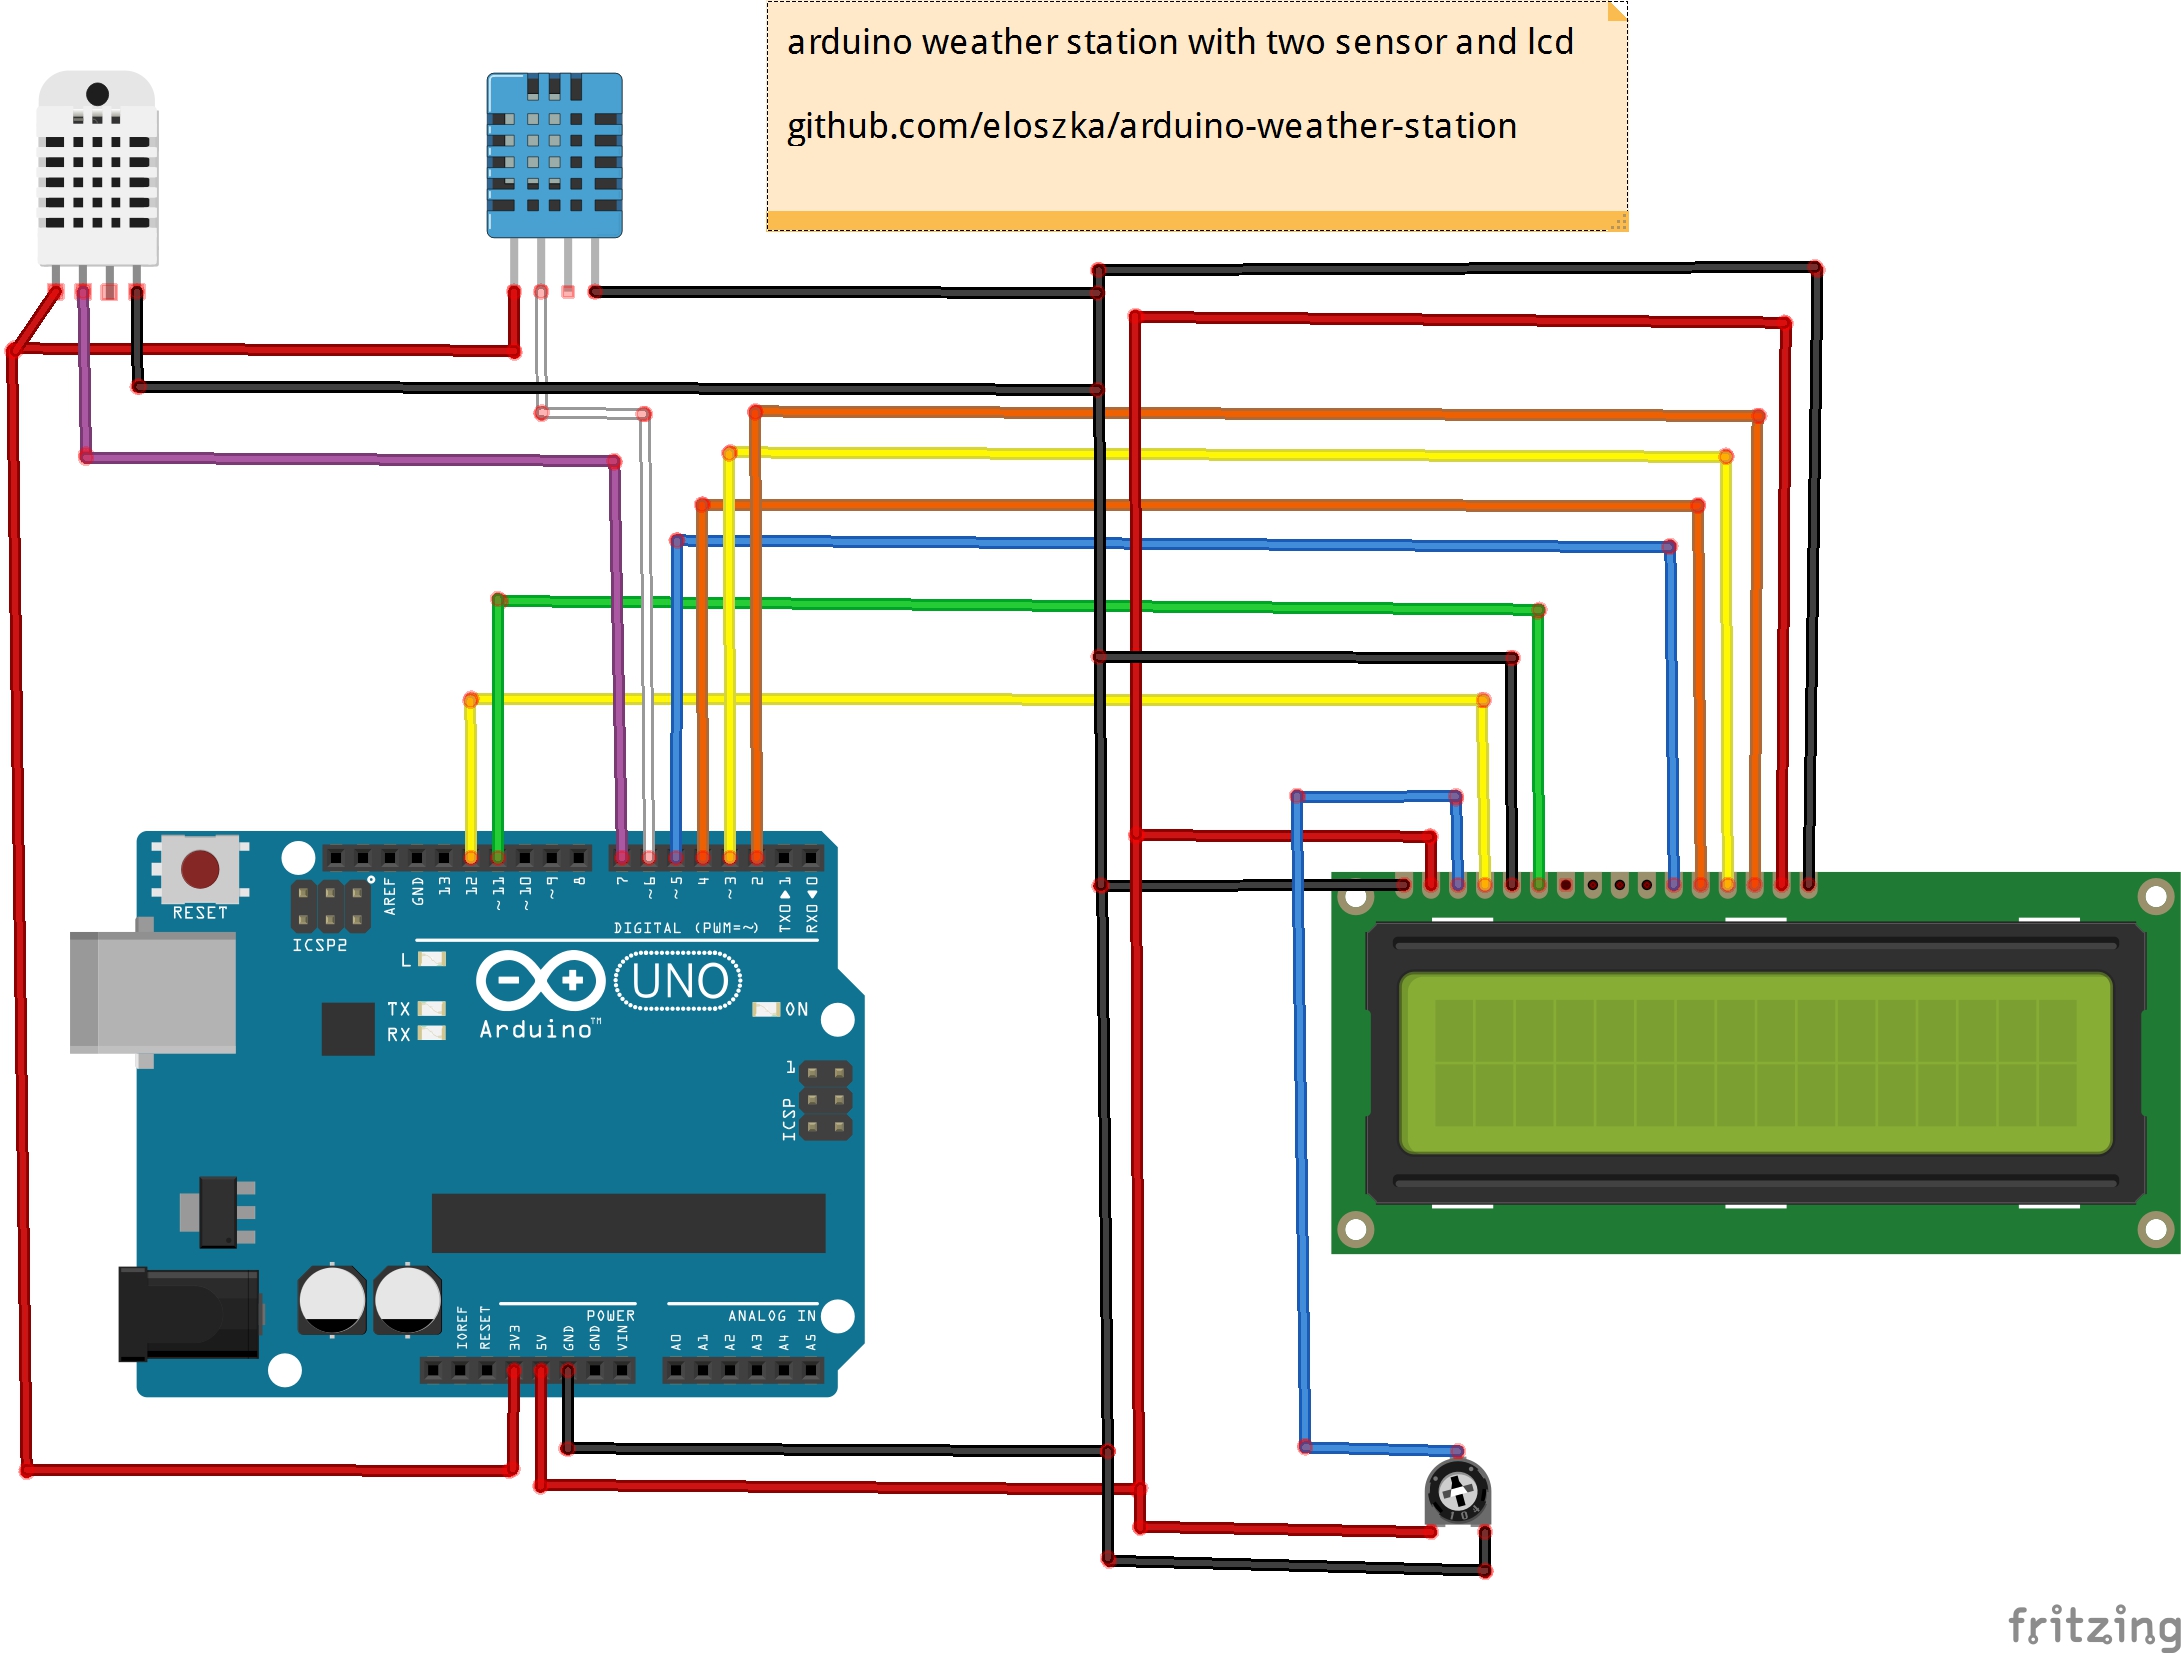 arduino weather station with two sensor and lcd
github.com/eloszka/arduino-weather-station
RESET
ICSP2
AREF
GND
13
12
~11
~10
~9
8
7
~6
~5
4
~3
2
TX0▶1
RX0◀0
DIGITAL (PWM=~)
L
TX
RX
Arduino™
UNO
ON
1
ICSP
IOREF
RESET
3V3
5V
GND
GND
VIN
POWER
ANALOG IN
A0
A1
A2
A3
A4
A5
104
fritzing